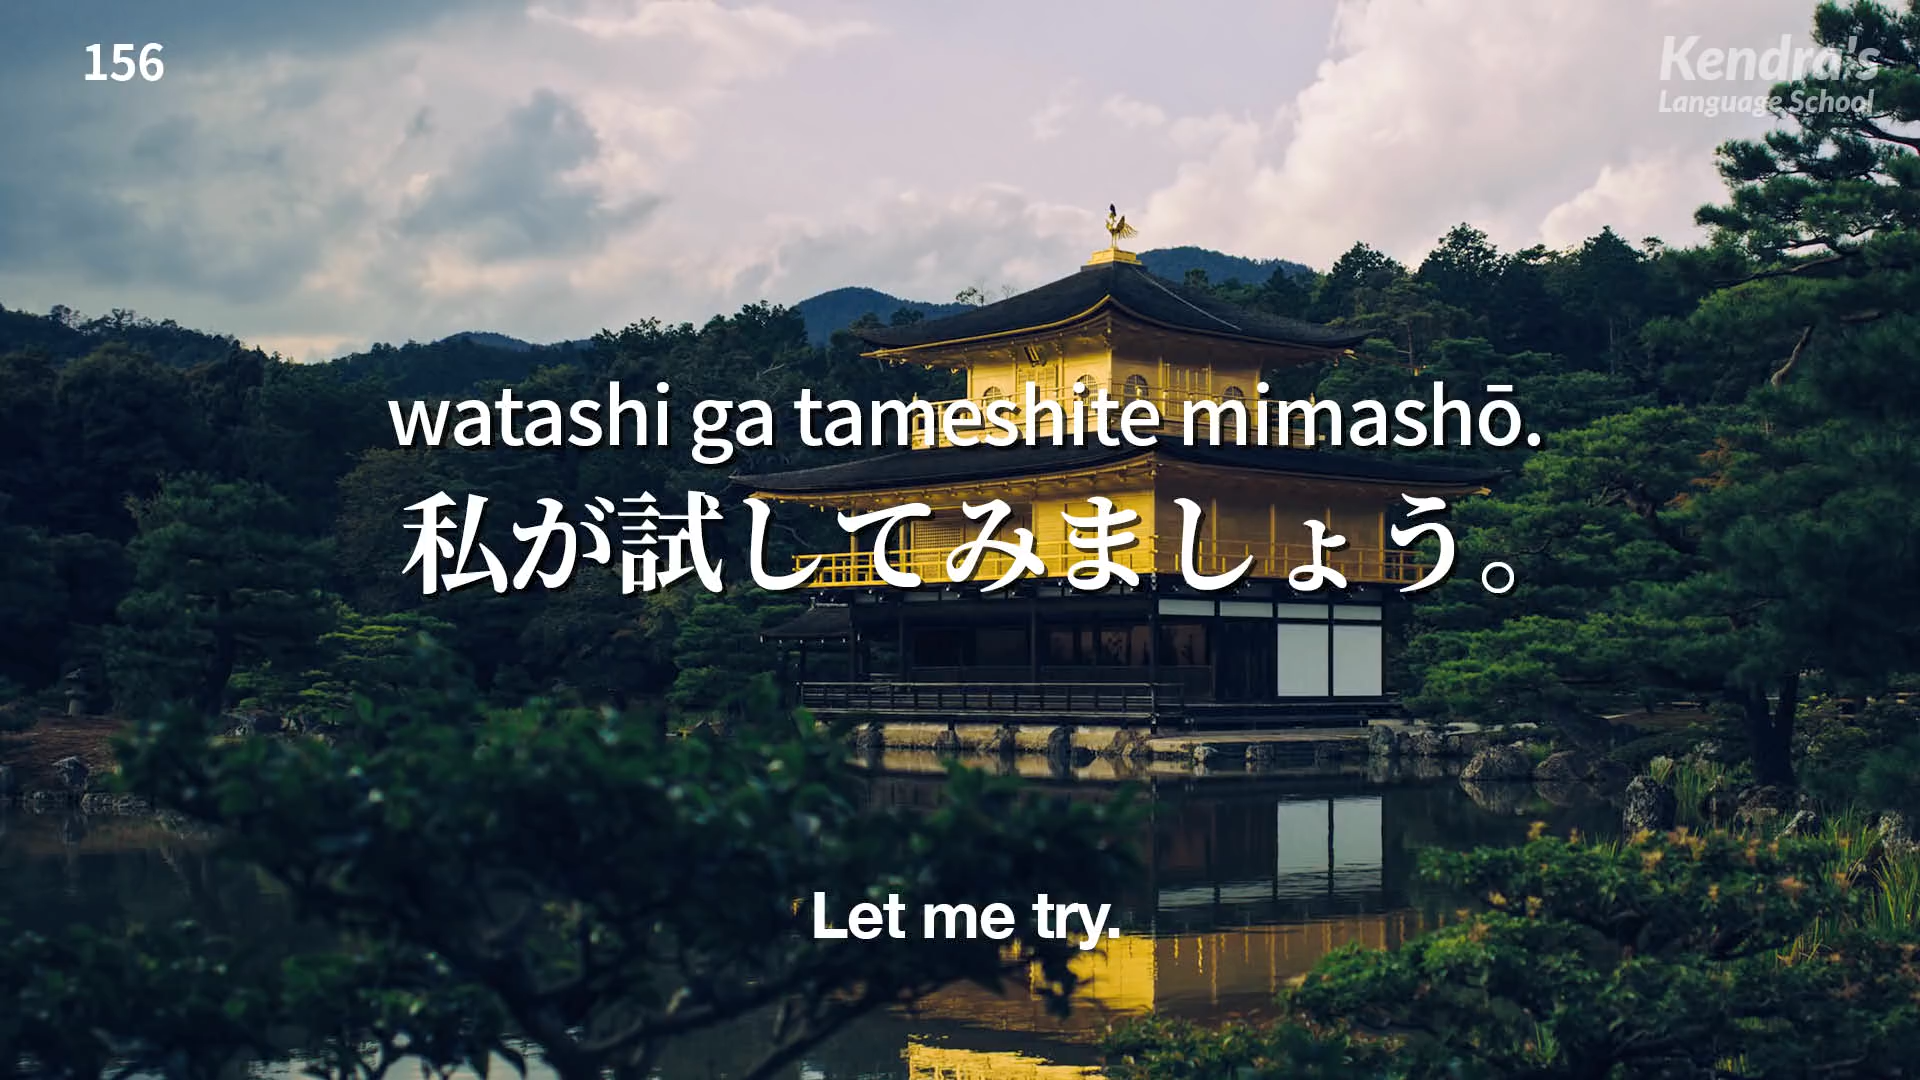 156
Kendra's
Language School
watashi ga tameshite mimashō.
私が試してみましょう。
Let me try.